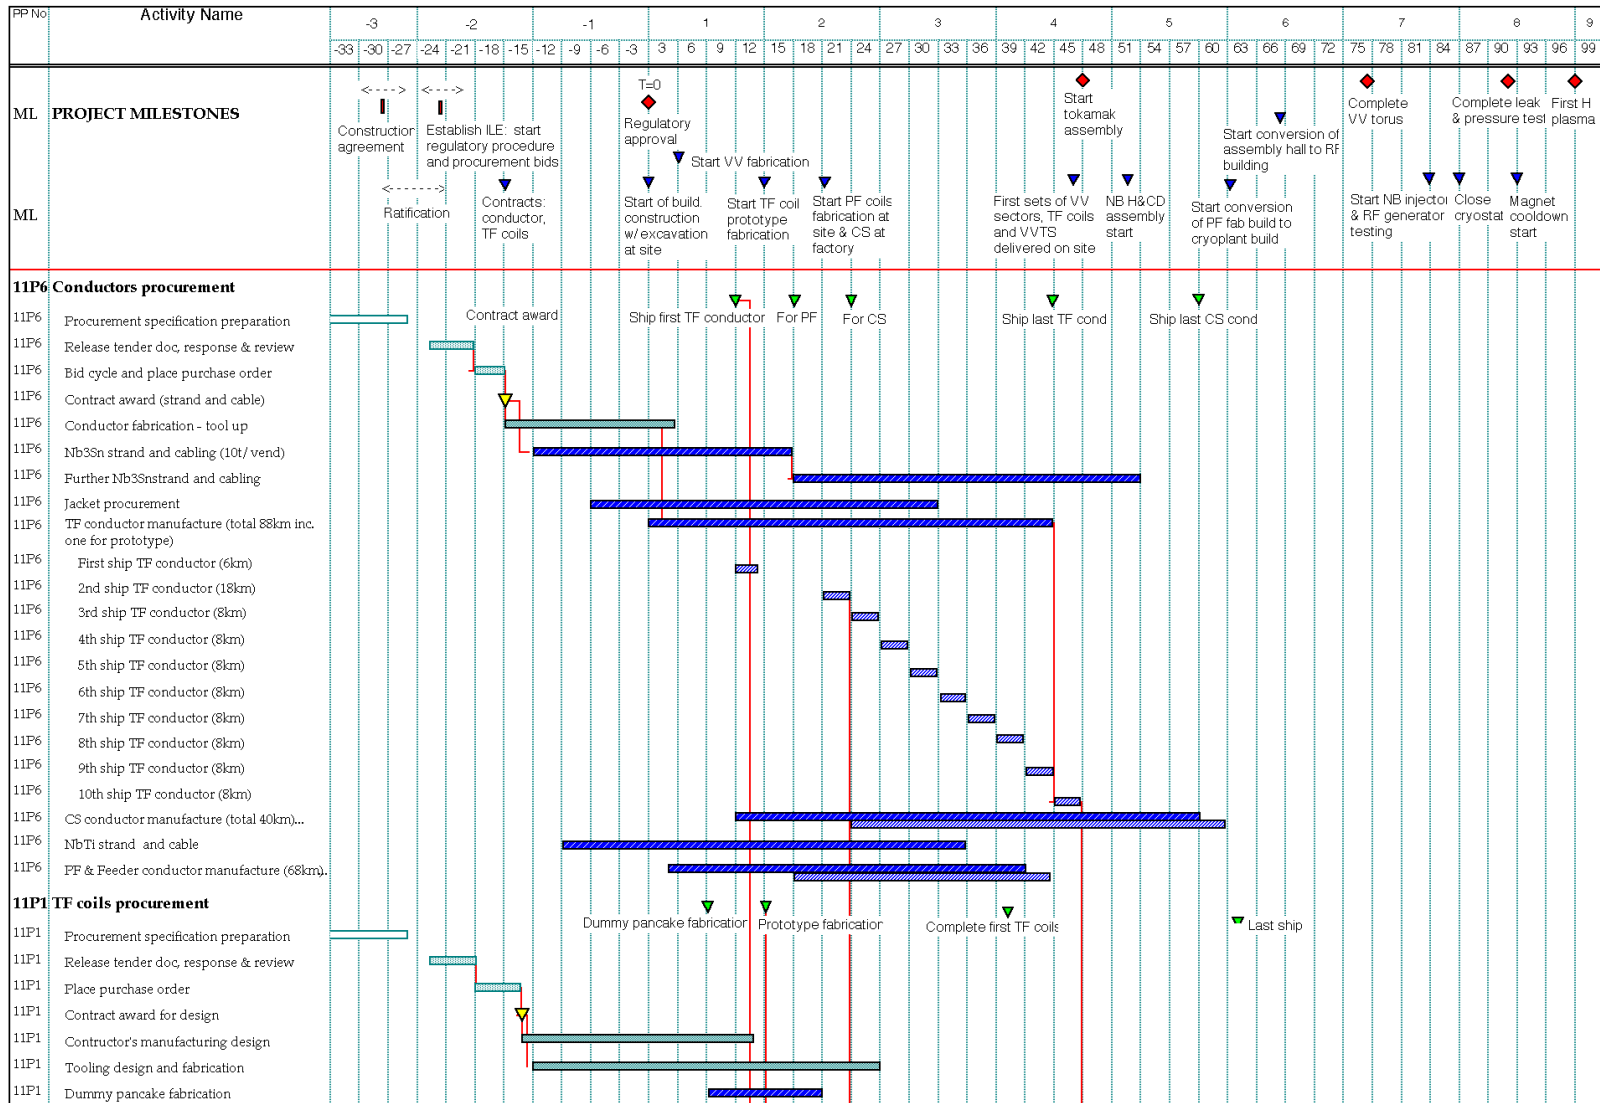 PP No
Activity Name
-3 -2 -1 1 2 3 4 5 6 7 8 9
-33 -30 -27 -24 -21 -18 -15 -12 -9 -6 -3 3 6 9 12 15 18 21 24 27 30 33 36 39 42 45 48 51 54 57 60 63 66 69 72 75 78 81 84 87 90 93 96 99
ML PROJECT MILESTONES
Construction
agreement
Establish ILE: start
regulatory procedure
and procurement bids
T=0
Regulatory
approval
Start VV fabrication
Start
tokamak
assembly
Start conversion of
assembly hall to RF
building
Complete
VV torus
Complete leak
& pressure test
First H
plasma
ML
Ratification
Contracts:
conductor,
TF coils
Start of build.
construction
w/excavation
at site
Start TF coil
prototype
fabrication
Start PF coils
fabrication at
site & CS at
factory
First sets of VV
sectors, TF coils
and VVTS
delivered on site
NB H&CD
assembly
start
Start conversion
of PF fab build to
cryoplant build
Start NB injector
& RF generator
testing
Close
cryostat
Magnet
cooldown
start
11P6 Conductors procurement
Contract award
Ship first TF conductor
For PF
For CS
Ship last TF cond
Ship last CS cond
11P6 Procurement specification preparation
11P6 Release tender doc, response & review
11P6 Bid cycle and place purchase order
11P6 Contract award (strand and cable)
11P6 Conductor fabrication - tool up
11P6 Nb3Sn strand and cabling (10t/ vend)
11P6 Further Nb3Snstrand and cabling
11P6 Jacket procurement
11P6 TF conductor manufacture (total 88km inc.
one for prototype)
11P6 First ship TF conductor (6km)
11P6 2nd ship TF conductor (18km)
11P6 3rd ship TF conductor (8km)
11P6 4th ship TF conductor (8km)
11P6 5th ship TF conductor (8km)
11P6 6th ship TF conductor (8km)
11P6 7th ship TF conductor (8km)
11P6 8th ship TF conductor (8km)
11P6 9th ship TF conductor (8km)
11P6 10th ship TF conductor (8km)
11P6 CS conductor manufacture (total 40km)...
11P6 NbTi strand and cable
11P6 PF & Feeder conductor manufacture (68km)..
11P1 TF coils procurement
Dummy pancake fabrication
Prototype fabrication
Complete first TF coils
Last ship
11P1 Procurement specification preparation
11P1 Release tender doc, response & review
11P1 Place purchase order
11P1 Contract award for design
11P1 Contructor's manufacturing design
11P1 Tooling design and fabrication
11P1 Dummy pancake fabrication